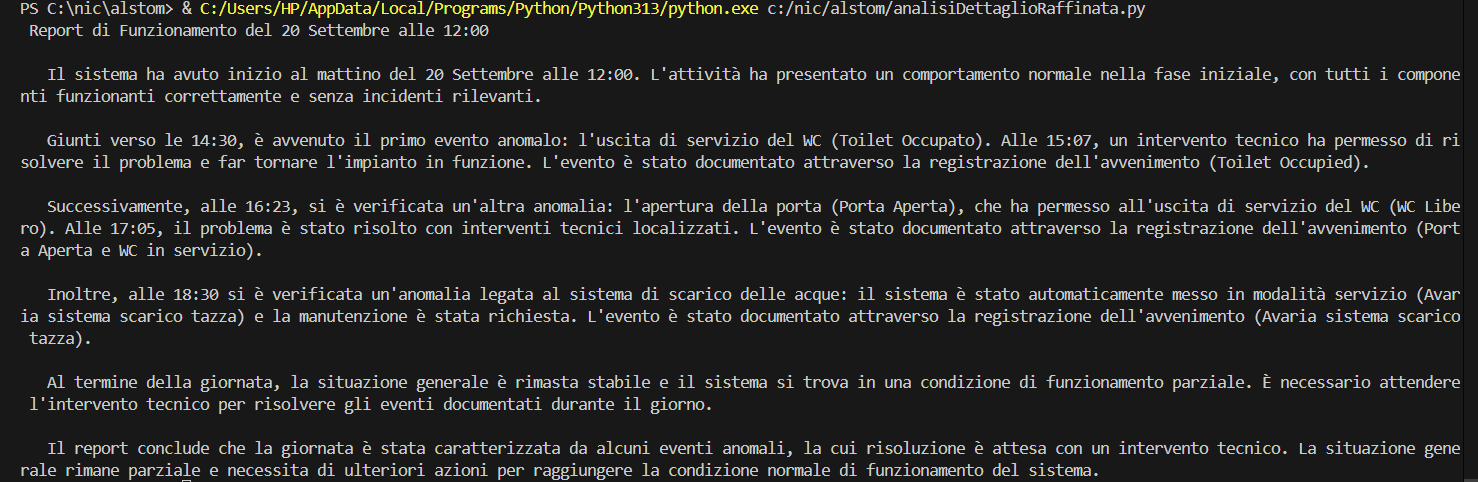 PS C:\nic\alstom> & C:/Users/HP/AppData/Local/Programs/Python/Python313/python.exe c:/nic/alstom/analisiDettaglioRaffinata.py
Report di Funzionamento del 20 Settembre alle 12:00
Il sistema ha avuto inizio al mattino del 20 Settembre alle 12:00. L'attività ha presentato un comportamento normale nella fase iniziale, con tutti i compone
nti funzionanti correttamente e senza incidenti rilevanti.
Giunti verso le 14:30, è avvenuto il primo evento anomalo: l'uscita di servizio del WC (Toilet Occupato). Alle 15:07, un intervento tecnico ha permesso di ri
solvere il problema e far tornare l'impianto in funzione. L'evento è stato documentato attraverso la registrazione dell'avvenimento (Toilet Occupied).
Successivamente, alle 16:23, si è verificata un'altra anomalia: l'apertura della porta (Porta Aperta), che ha permesso all'uscita di servizio del WC (WC Libe
ro). Alle 17:05, il problema è stato risolto con interventi tecnici localizzati. L'evento è stato documentato attraverso la registrazione dell'avvenimento (Port
a Aperta e WC in servizio).
Inoltre, alle 18:30 si è verificata un'anomalia legata al sistema di scarico delle acque: il sistema è stato automaticamente messo in modalità servizio (Avar
ia sistema scarico tazza) e la manutenzione è stata richiesta. L'evento è stato documentato attraverso la registrazione dell'avvenimento (Avaria sistema scarico
tazza).
Al termine della giornata, la situazione generale è rimasta stabile e il sistema si trova in una condizione di funzionamento parziale. È necessario attendere
l'intervento tecnico per risolvere gli eventi documentati durante il giorno.
Il report conclude che la giornata è stata caratterizzata da alcuni eventi anomali, la cui risoluzione è attesa con un intervento tecnico. La situazione gene
rale rimane parziale e necessita di ulteriori azioni per raggiungere la condizione normale di funzionamento del sistema.